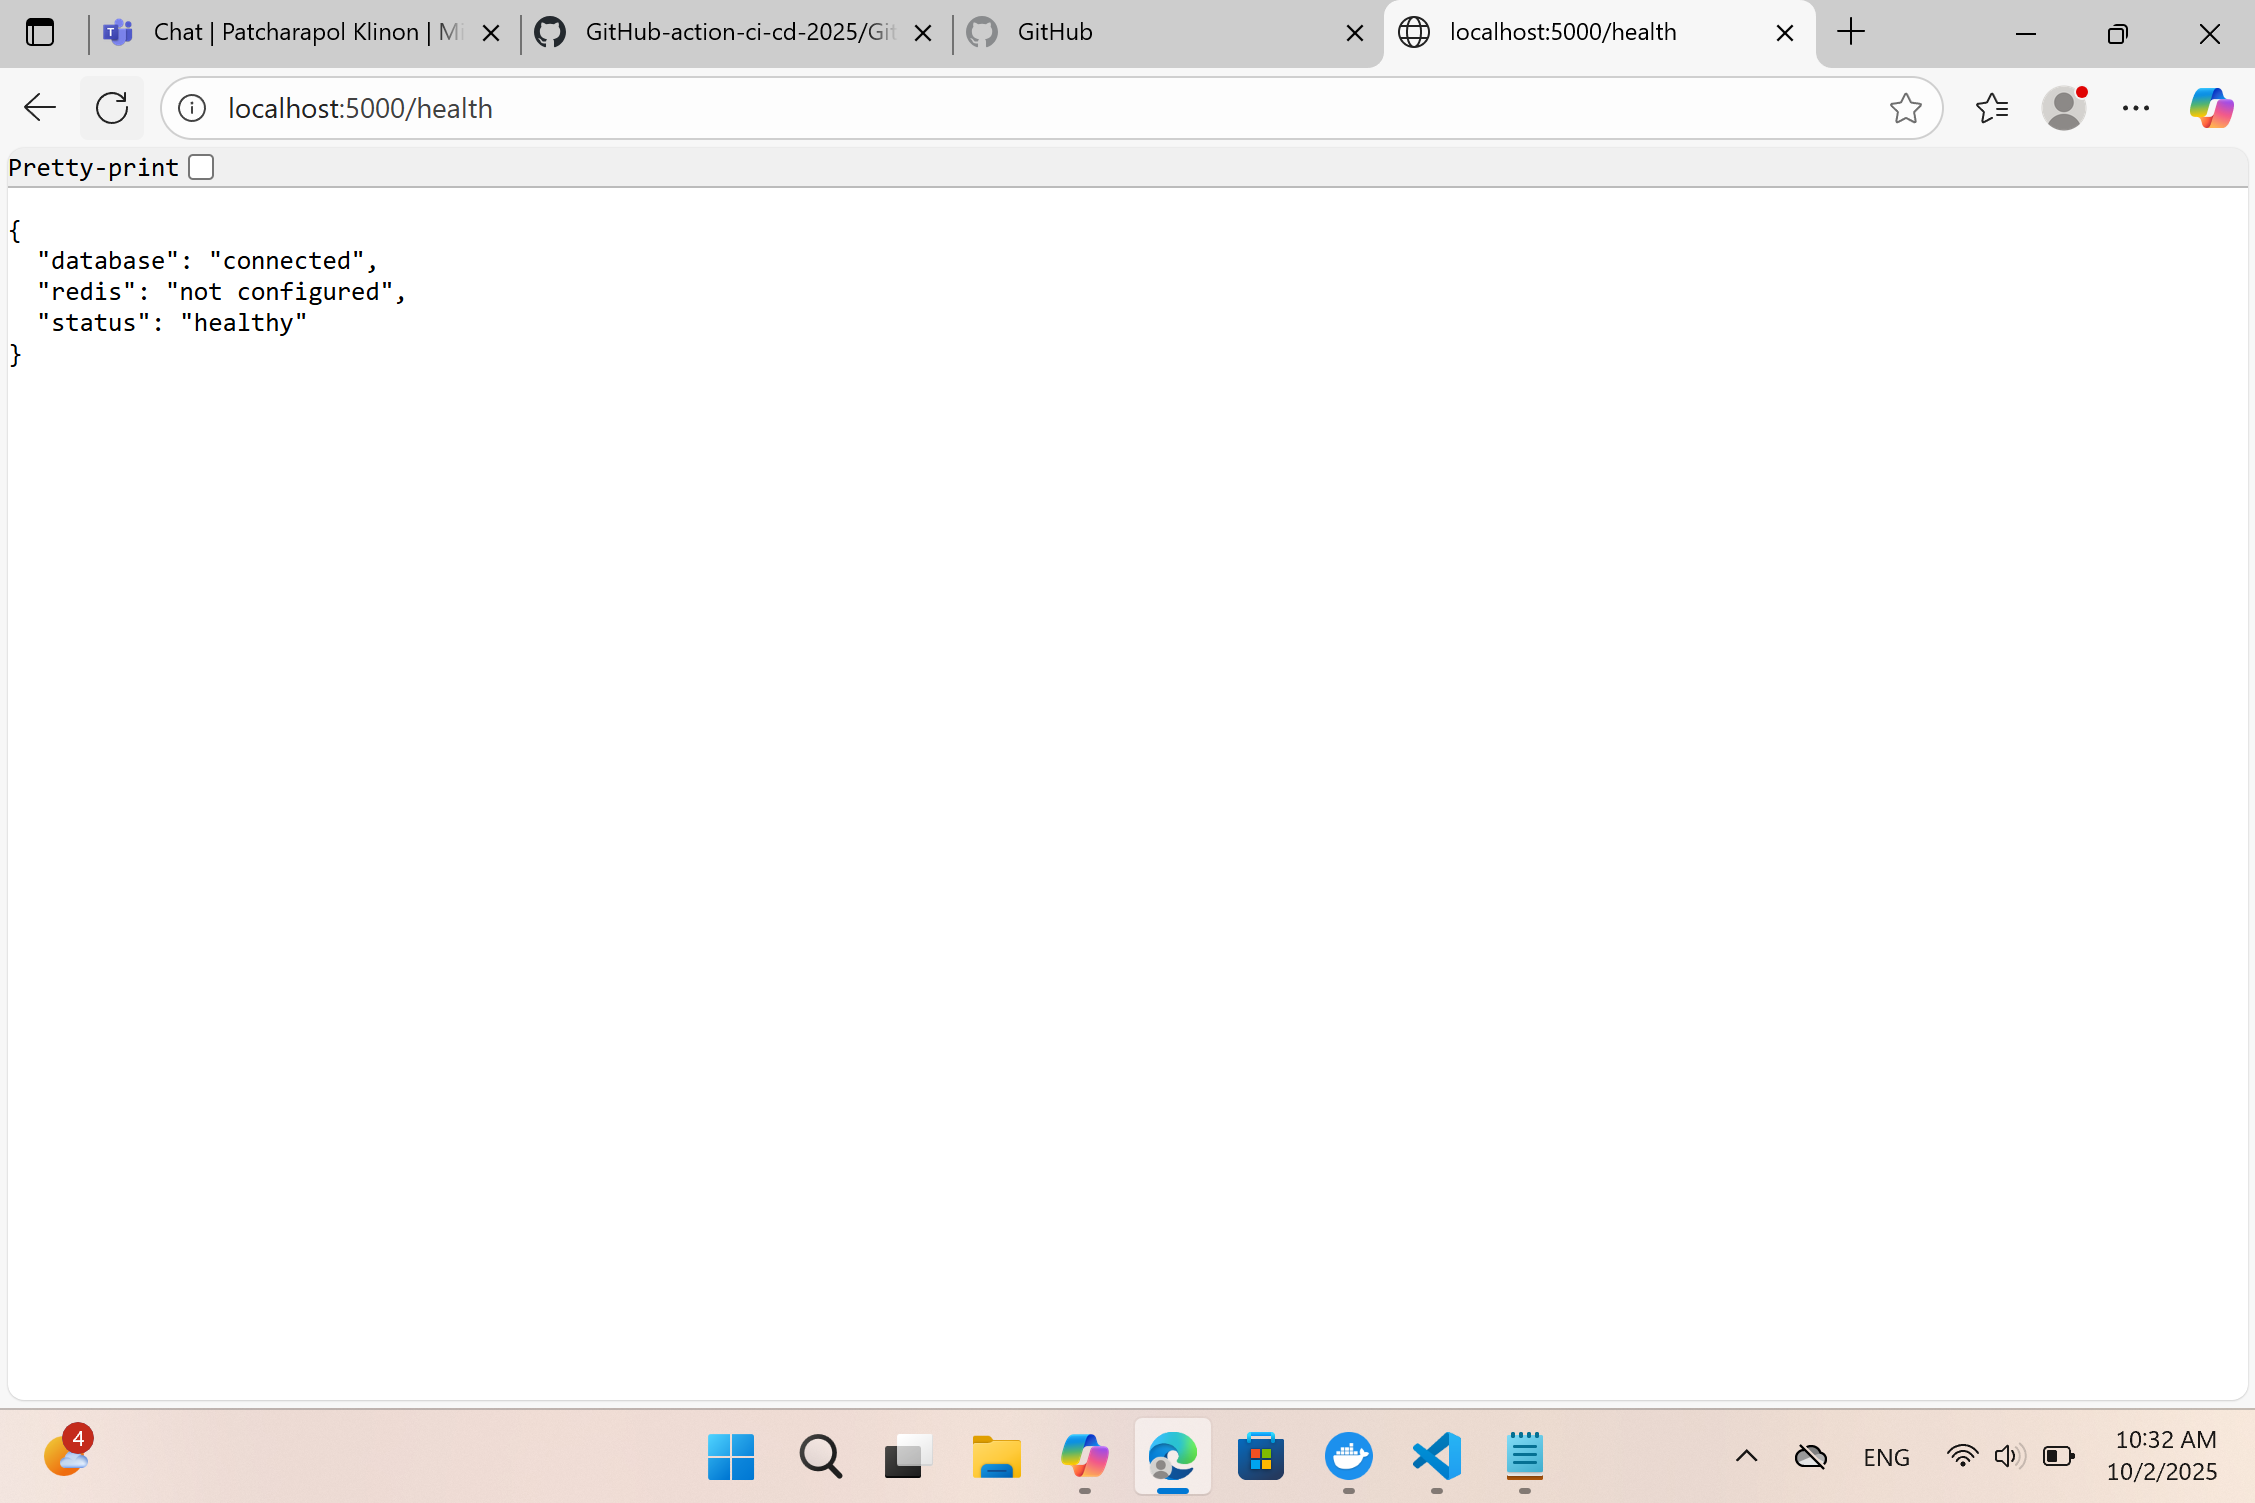 Chat | Patcharapol Klinon | Mi
GitHub-action-ci-cd-2025/Git
GitHub
localhost:5000/health
localhost:5000/health
Pretty-print
{
"database": "connected",
"redis": "not configured",
"status": "healthy"
}
4
ENG
10:32 AM
10/2/2025